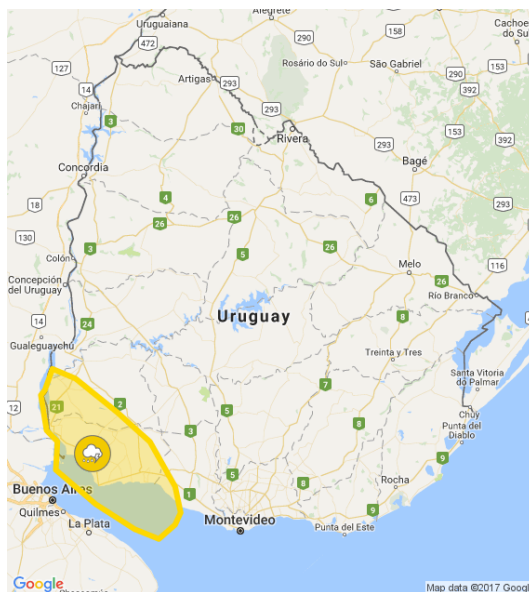 Uruguaiana
Alegrete
Cachoeira
do Sul
472
158
290
153
Rosário do Sul
São Gabriel
290
392
127
14
Artigas
293
392
Chajarí
3
293
30
153
293
Rivera
Bagé
Concordia
473
293
18
4
6
26
26
130
3
5
26
Colón
116
Melo
26
Concepción
del Uruguay
Río Branco
24
14
Uruguay
8
Gualeguaychú
Treinta y Tres
Santa Vitoria
do Palmar
7
12
21
2
5
Chuy
Punta del
Diablo
3
8
5
8
Buenos Aires
1
Rocha
9
Quilmes
9
La Plata
Montevideo
Punta del Este
Google
Map data ©2017 Google